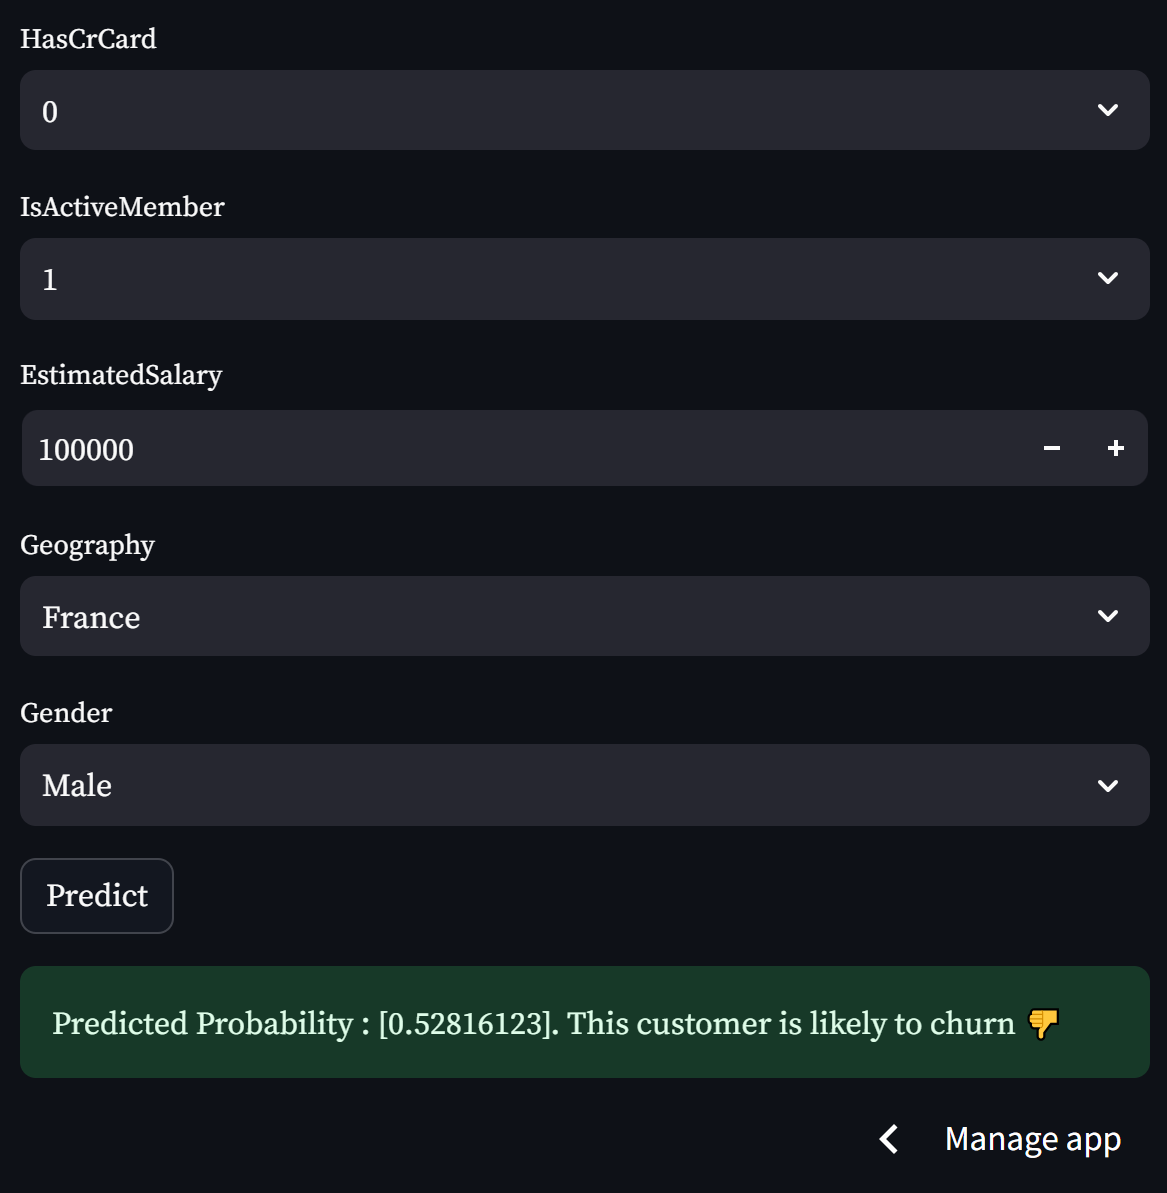 HasCrCard
0
IsActiveMember
1
EstimatedSalary
100000
Geography
France
Gender
Male
Predict
Predicted Probability : [0.52816123]. This customer is likely to churn 👎
Manage app